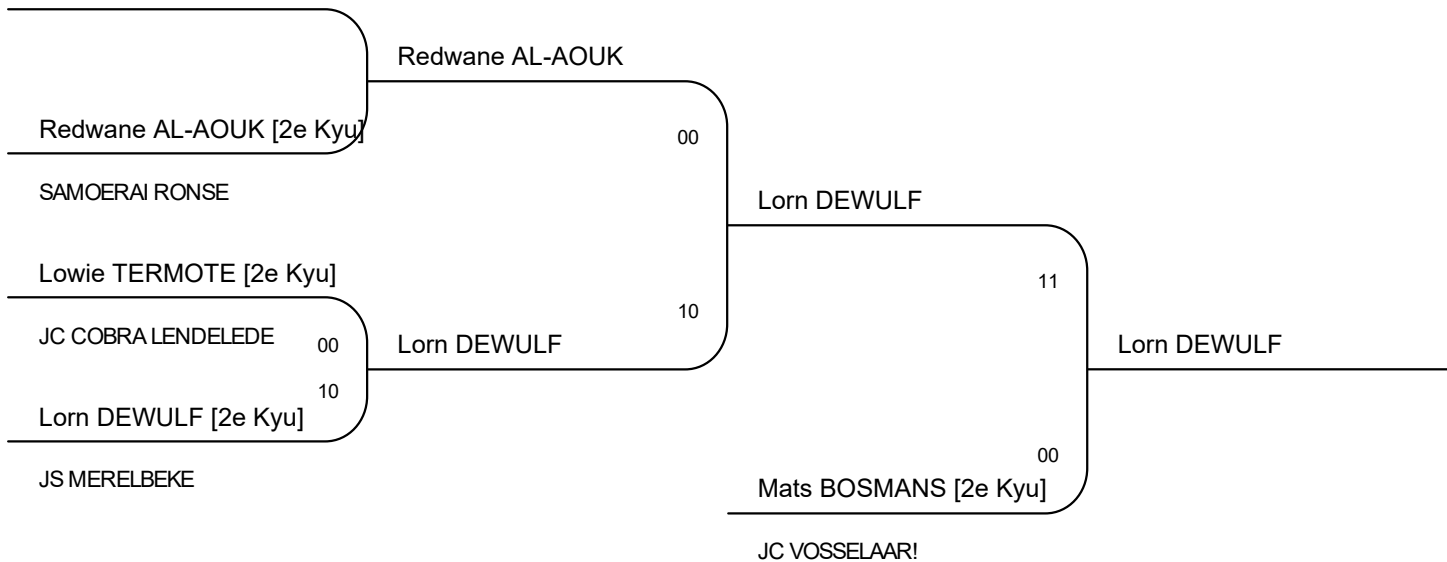 Redwane AL-AOUK
Redwane AL-AOUK [2e Kyu]
00
SAMOERAI RONSE
Lorn DEWULF
Lowie TERMOTE [2e Kyu]
11
10
JC COBRA LENDELEDE
00
Lorn DEWULF
Lorn DEWULF
10
Lorn DEWULF [2e Kyu]
00
JS MERELBEKE
Mats BOSMANS [2e Kyu]
JC VOSSELAAR!